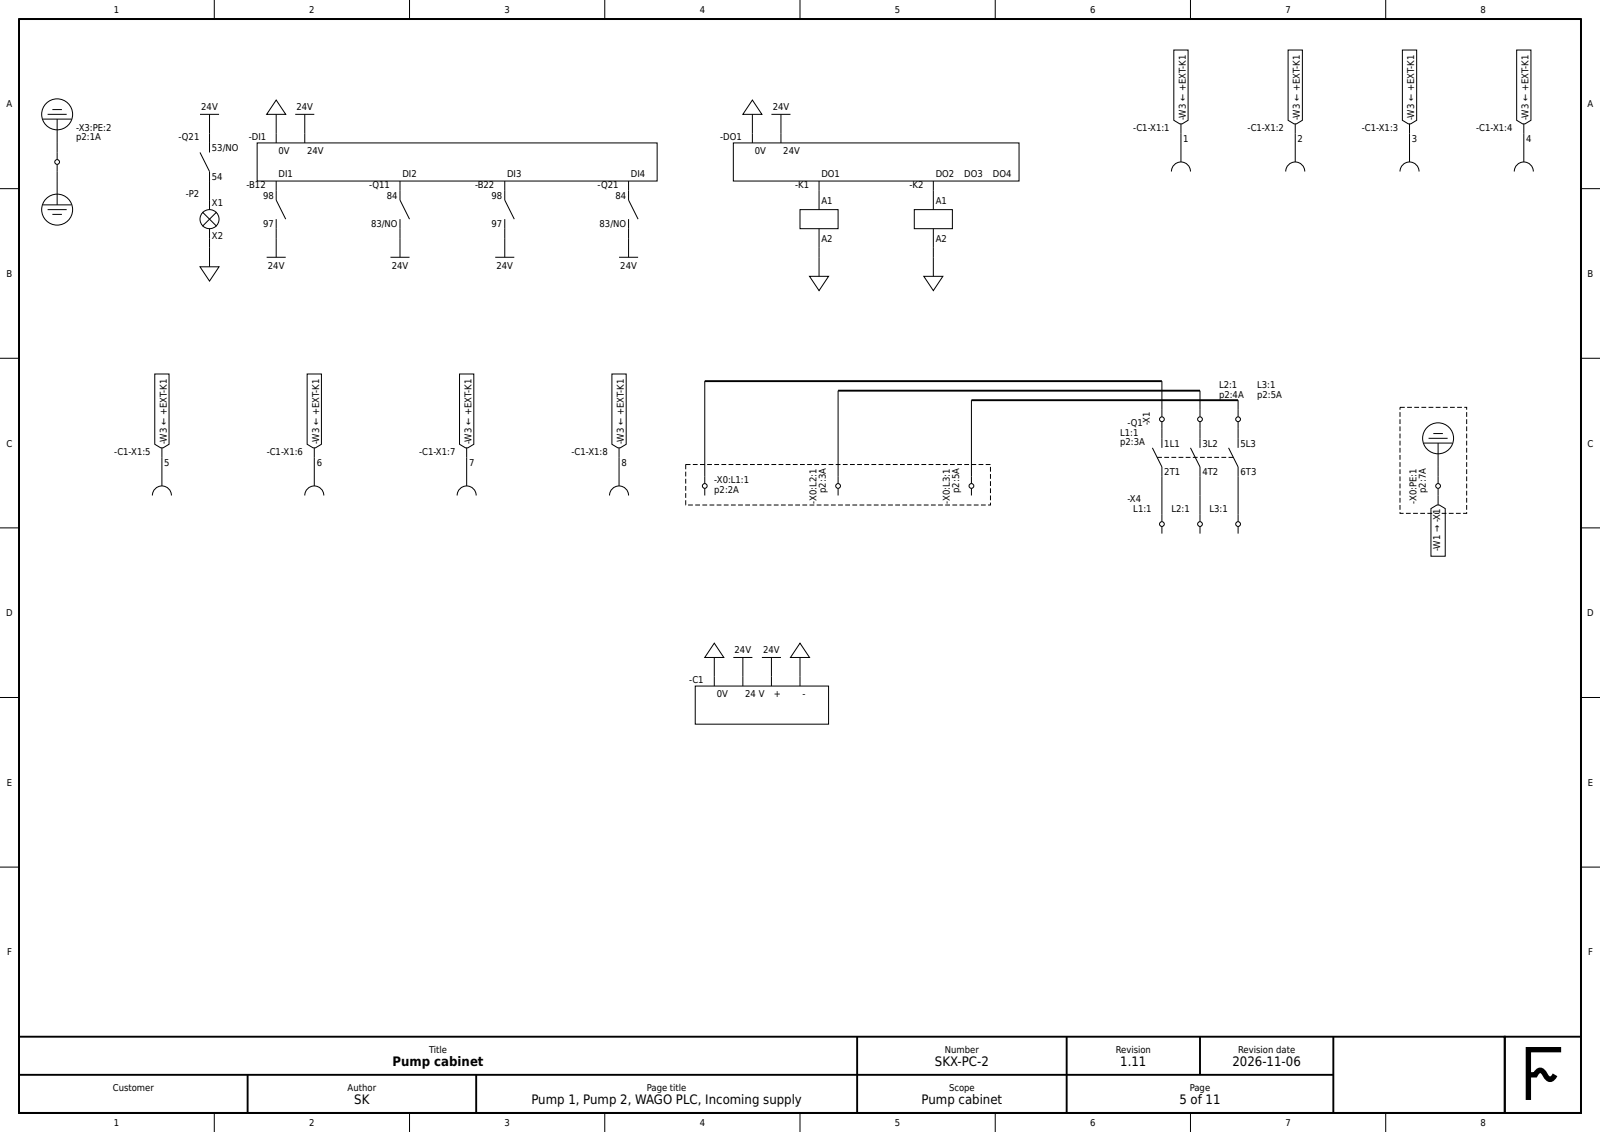 1 2 3 4 5 6 7 8
A A
-X3:PE:2
p2:1A
24V
-Q21
53/NO
54
-P2
X1
X2
24V
-DI1
0V 24V
DI1 DI2 DI3 DI4
-B12
98
97
24V
-Q11
84
83/NO
24V
-B22
98
97
24V
-Q21
84
83/NO
24V
24V
-DO1
0V 24V
DO1 DO2 DO3 DO4
-K1
A1
A2
-K2
A1
A2
-W3 ← +EXT-K1
-C1-X1:1
1
-W3 ← +EXT-K1
-C1-X1:2
2
-W3 ← +EXT-K1
-C1-X1:3
3
-W3 ← +EXT-K1
-C1-X1:4
4
B B
-W3 ← +EXT-K1
-C1-X1:5
5
-W3 ← +EXT-K1
-C1-X1:6
6
-W3 ← +EXT-K1
-C1-X1:7
7
-W3 ← +EXT-K1
-C1-X1:8
8
-X0:L1:1
p2:2A
-X0:L2:1
p2:3A
-X0:L3:1
p2:5A
L2:1 L3:1
p2:4A p2:5A
-Q1
-X1
L1:1
p2:3A
1L1 3L2 5L3
2T1 4T2 6T3
-X4
L1:1 L2:1 L3:1
-X0:PE:1
p2:7A
-W1 → -X1
C C
D D
24V 24V
-C1
0V 24 V + -
E E
F F
Title
Pump cabinet
Number
SKX-PC-2
Revision
1.11
Revision date
2026-11-06
Customer
Author
SK
Page title
Pump 1, Pump 2, WAGO PLC, Incoming supply
Scope
Pump cabinet
Page
5 of 11
1 2 3 4 5 6 7 8